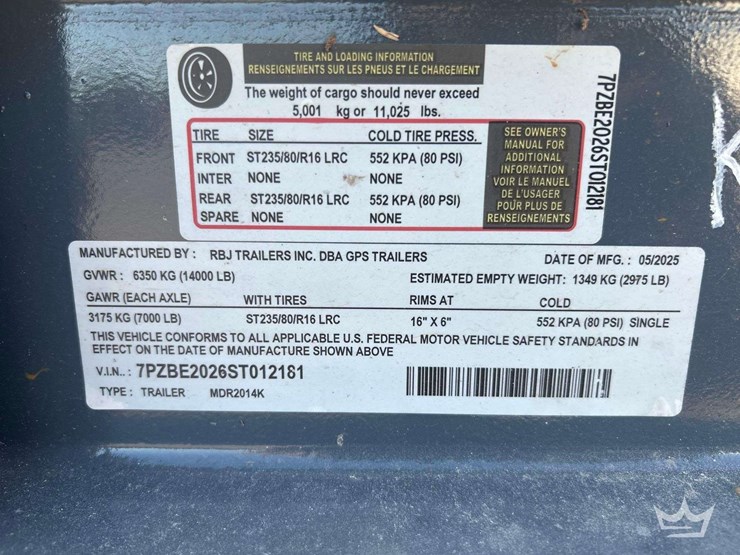 TIRE AND LOADING INFORMATION
RENSEIGNEMENTS SUR LES PNEUS ET LE CHARGEMENT
The weight of cargo should never exceed
5,001 kg or 11,025 lbs.
TIRE SIZE COLD TIRE PRESS.
FRONT ST235/80/R16 LRC 552 KPA (80 PSI)
INTER NONE NONE
REAR ST235/80/R16 LRC 552 KPA (80 PSI)
SPARE NONE NONE
SEE OWNER'S
MANUAL FOR
ADDITIONAL
INFORMATION
VOIR LE MANUEL
DE L'USAGER
POUR PLUS DE
RENSEIGNEMENTS
7PZBE2026ST012181
MANUFACTURED BY : RBJ TRAILERS INC. DBA GPS TRAILERS DATE OF MFG. : 05/2025
GVWR : 6350 KG (14000 LB) ESTIMATED EMPTY WEIGHT: 1349 KG (2975 LB)
GAWR (EACH AXLE) WITH TIRES RIMS AT COLD
3175 KG (7000 LB) ST235/80/R16 LRC 16" X 6" 552 KPA (80 PSI) SINGLE
THIS VEHICLE CONFORMS TO ALL APPLICABLE U.S. FEDERAL MOTOR VEHICLE SAFETY STANDARDS IN
EFFECT ON THE DATE OF MANUFACTURE SHOWN ABOVE
V.I.N.. : 7PZBE2026ST012181
TYPE : TRAILER MDR2014K